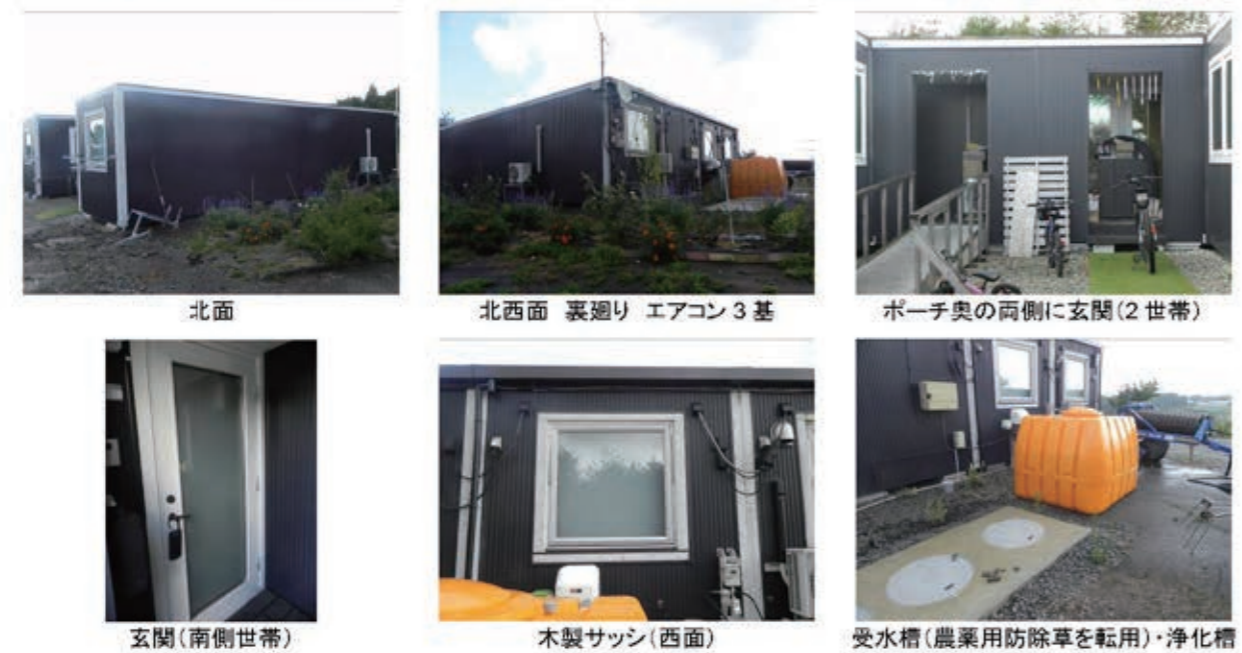 北面
北西面 裏廻り エアコン3基
ポーチ奥の両側に玄関(2世帯)
玄関(南側世帯)
木製サッシ(西面)
受水槽(農薬用防除草を転用)・浄化槽